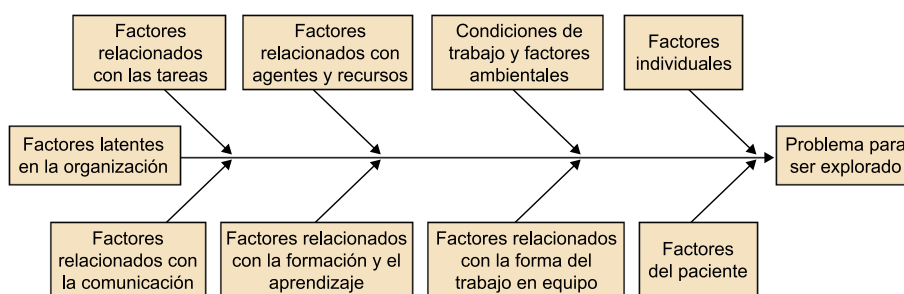 Factores
relacionados
con las tareas
Factores
relacionados con
agentes y recursos
Condiciones de
trabajo y factores
ambientales
Factores
individuales
Factores latentes
en la organización
Problema para
ser explorado
Factores
relacionados con
la comunicación
Factores relacionados
con la formación y el
aprendizaje
Factores relacionados
con la forma del
trabajo en equipo
Factores
del paciente